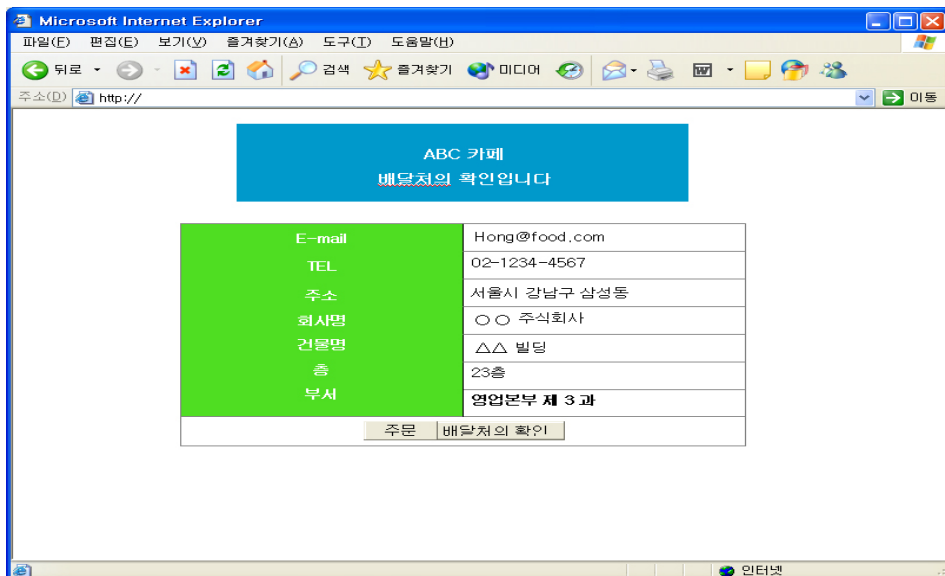 Microsoft Internet Explorer
파일(F) 편집(E) 보기(V) 즐겨찾기(A) 도구(T) 도움말(H)
뒤로 검색 즐겨찾기 미디어
주소(D) http:// 이동
ABC 카페
배달처의 확인입니다
E-mail Hong@food.com
TEL 02-1234-4567
주소 서울시 강남구 삼성동
회사명 ○○ 주식회사
건물명 △△ 빌딩
층 23층
부서 영업본부 제 3 과
주문 배달처의 확인
인터넷